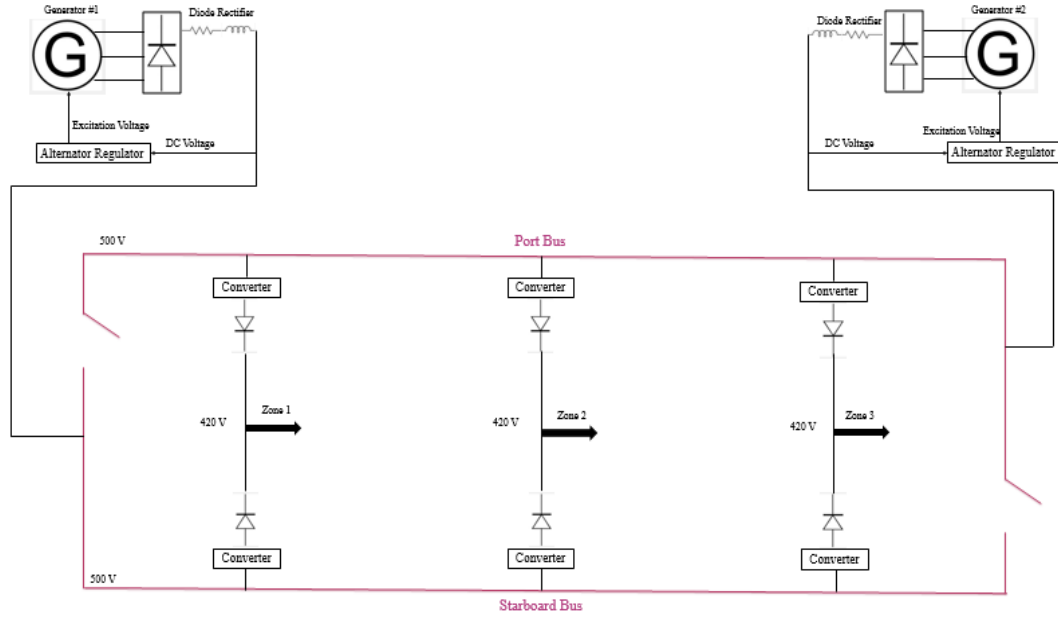 Generator #1
Diode Rectifier
G
Excitation Voltage
DC Voltage
Alternator Regulator
Generator #2
Diode Rectifier
G
Excitation Voltage
DC Voltage
Alternator Regulator
500 V
Port Bus
Converter
Converter
Converter
420 V
Zone 1
420 V
Zone 2
420 V
Zone 3
Converter
Converter
Converter
500 V
Starboard Bus